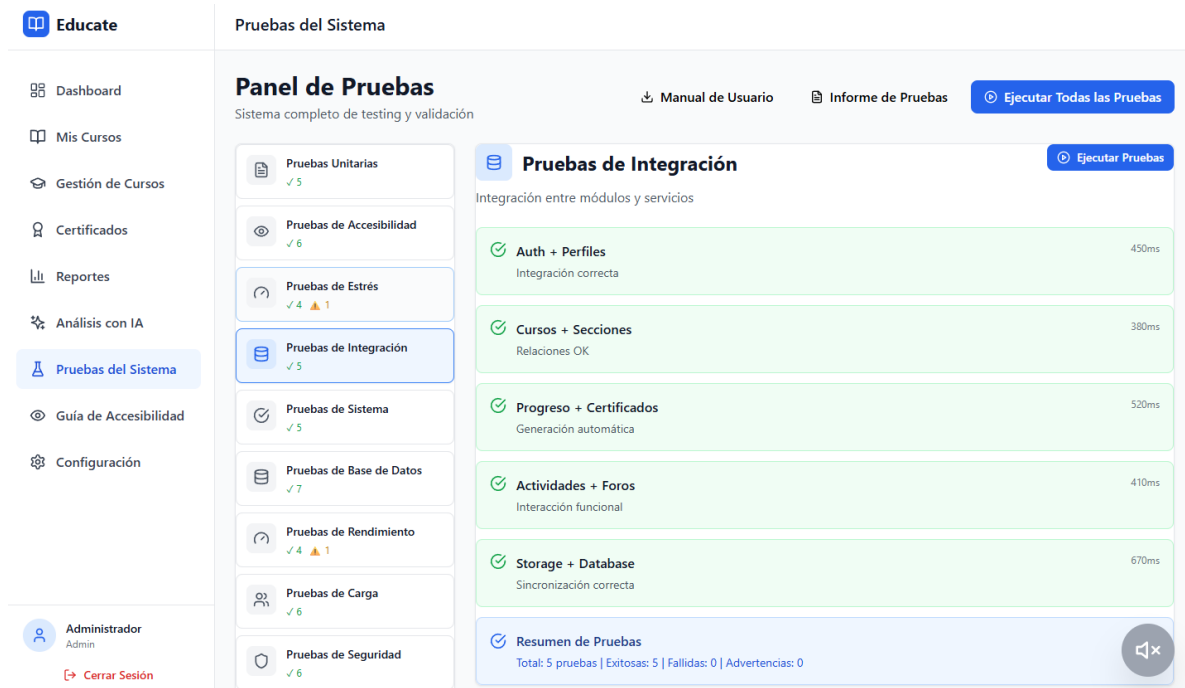 Educate
Pruebas del Sistema
Dashboard
Mis Cursos
Gestión de Cursos
Certificados
Reportes
Análisis con IA
Pruebas del Sistema
Guía de Accesibilidad
Configuración
Administrador
Admin
Cerrar Sesión
Panel de Pruebas
Sistema completo de testing y validación
Manual de Usuario
Informe de Pruebas
Ejecutar Todas las Pruebas
Pruebas Unitarias
✓ 5
Pruebas de Accesibilidad
✓ 6
Pruebas de Estrés
✓ 4 ⚠ 1
Pruebas de Integración
✓ 5
Pruebas de Sistema
✓ 5
Pruebas de Base de Datos
✓ 7
Pruebas de Rendimiento
✓ 4 ⚠ 1
Pruebas de Carga
✓ 6
Pruebas de Seguridad
✓ 6
Pruebas de Integración
Ejecutar Pruebas
Integración entre módulos y servicios
Auth + Perfiles
450ms
Integración correcta
Cursos + Secciones
380ms
Relaciones OK
Progreso + Certificados
520ms
Generación automática
Actividades + Foros
410ms
Interacción funcional
Storage + Database
670ms
Sincronización correcta
Resumen de Pruebas
Total: 5 pruebas | Exitosas: 5 | Fallidas: 0 | Advertencias: 0